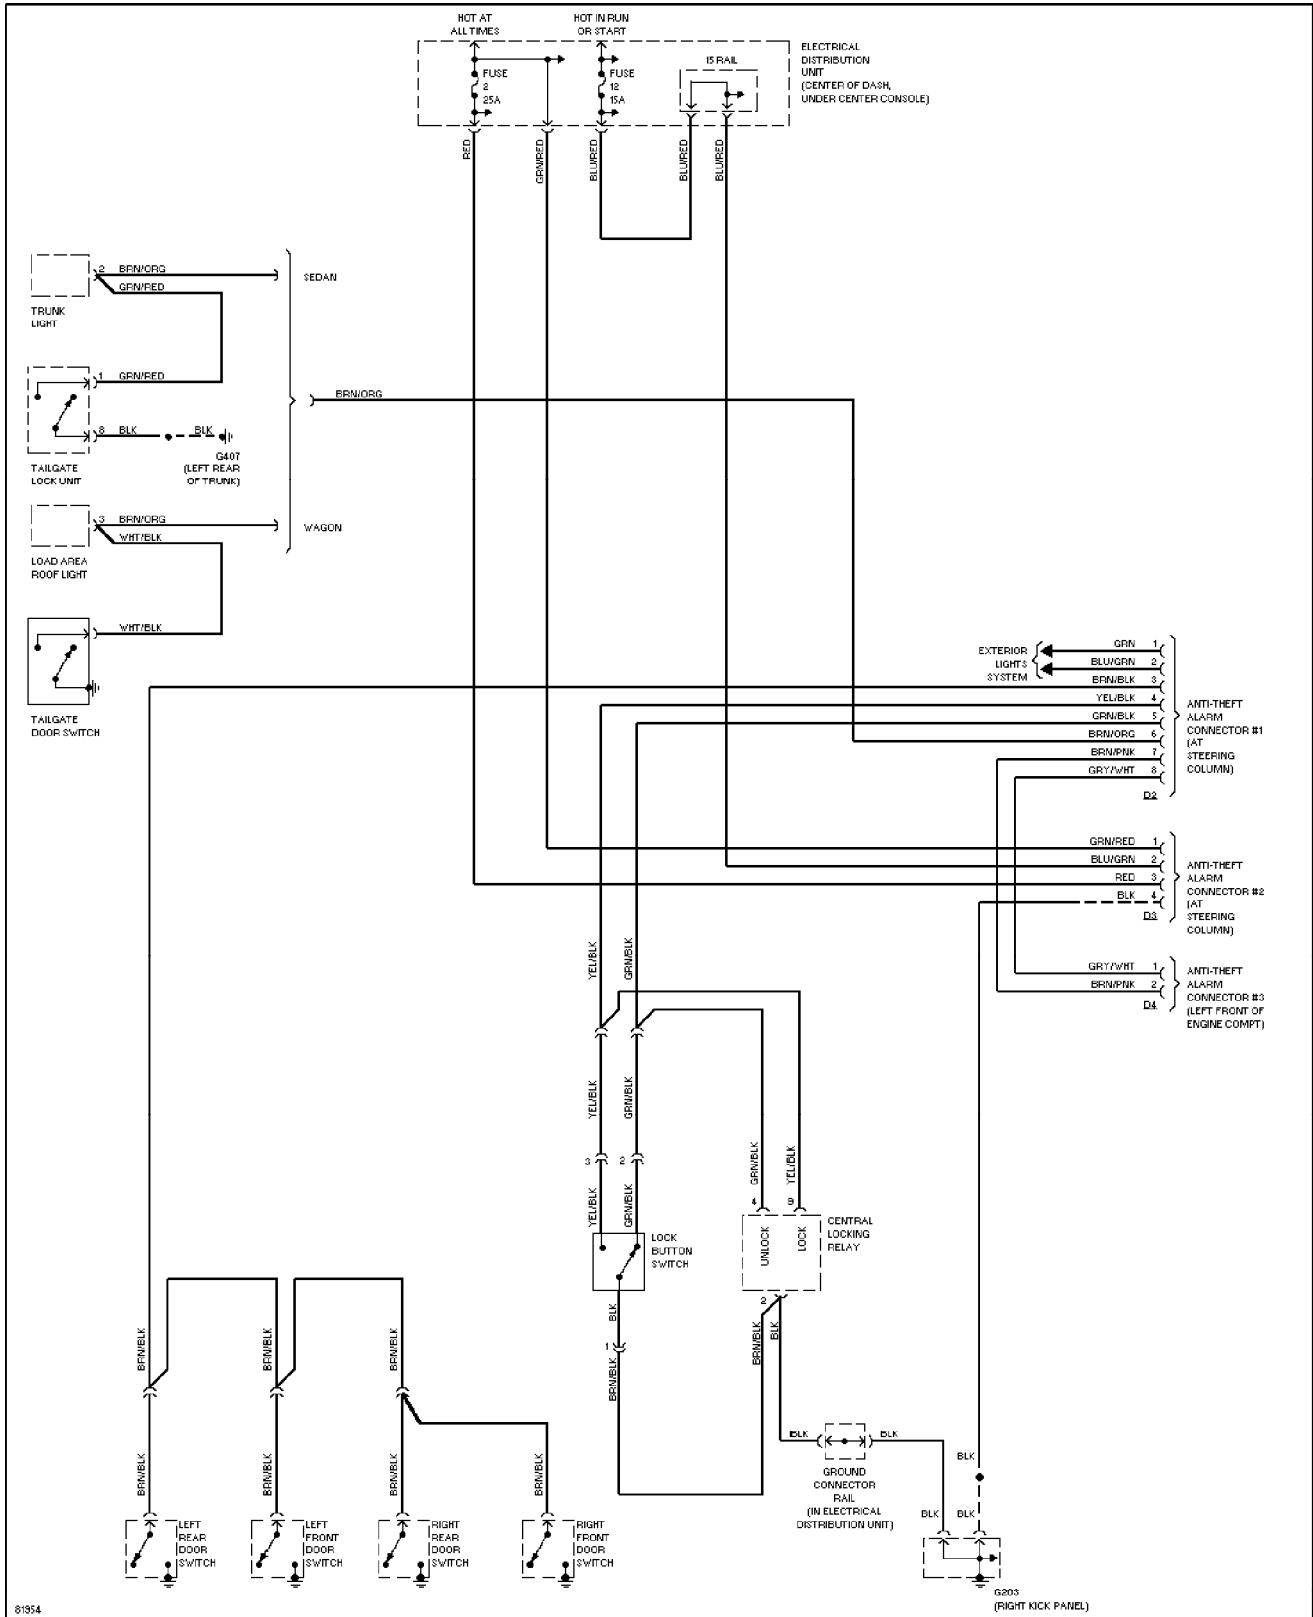 HOT AT
ALL TIMES
HOT IN RUN
OR START
FUSE
2
25A
FUSE
12
15A
15 RAIL
ELECTRICAL
DISTRIBUTION
UNIT
(CENTER OF DASH,
UNDER CENTER CONSOLE)
RED
GRN/RED
BLU/RED
BLU/RED
BLU/RED
2 BRN/ORG
GRN/RED
TRUNK
LIGHT
SEDAN
1 GRN/RED
8 BLK
BLK
TAILGATE
LOCK UNIT
G407
(LEFT REAR
OF TRUNK)
BRN/ORG
3 BRN/ORG
WHT/BLK
LOAD AREA
ROOF LIGHT
WAGON
WHT/BLK
TAILGATE
DOOR SWITCH
EXTERIOR
LIGHTS
SYSTEM
GRN 1
BLU/GRN 2
BRN/BLK 3
YEL/BLK 4
GRN/BLK 5
BRN/ORG 6
BRN/PNK 7
GRY/WHT 8
D2
ANTI-THEFT
ALARM
CONNECTOR #1
(AT
STEERING
COLUMN)
GRN/RED 1
BLU/GRN 2
RED 3
BLK 4
D3
ANTI-THEFT
ALARM
CONNECTOR #2
(AT
STEERING
COLUMN)
GRY/WHT 1
BRN/PNK 2
D4
ANTI-THEFT
ALARM
CONNECTOR #3
(LEFT FRONT OF
ENGINE COMPT)
YEL/BLK
GRN/BLK
YEL/BLK
GRN/BLK
3
2
YEL/BLK
GRN/BLK
GRN/BLK
YEL/BLK
4
9
LOCK
BUTTON
SWITCH
UNLOCK
LOCK
CENTRAL
LOCKING
RELAY
BLK
1
BRN/BLK
2
BRN/BLK
BLK
BRN/BLK
BRN/BLK
BRN/BLK
BRN/BLK
BRN/BLK
BRN/BLK
BRN/BLK
BLK
BLK
GROUND
CONNECTOR
RAIL
(IN ELECTRICAL
DISTRIBUTION UNIT)
BLK
BLK
BLK
LEFT
REAR
DOOR
SWITCH
LEFT
FRONT
DOOR
SWITCH
RIGHT
REAR
DOOR
SWITCH
RIGHT
FRONT
DOOR
SWITCH
G203
(RIGHT KICK PANEL)
81954